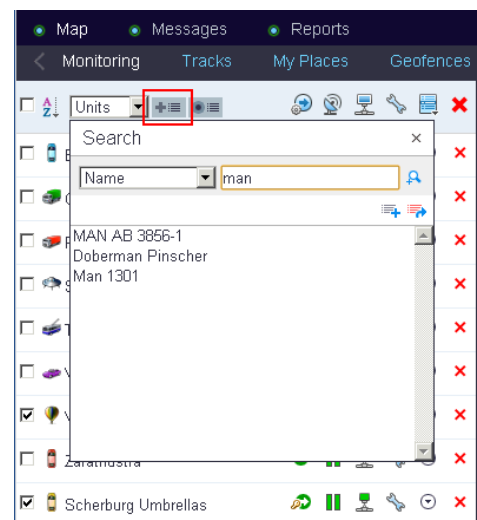 Map Messages Reports
Monitoring Tracks My Places Geofences
Units
Search
Name man
MAN AB 3856-1
Doberman Pinscher
Man 1301
Zarathustra
Scherburg Umbrellas